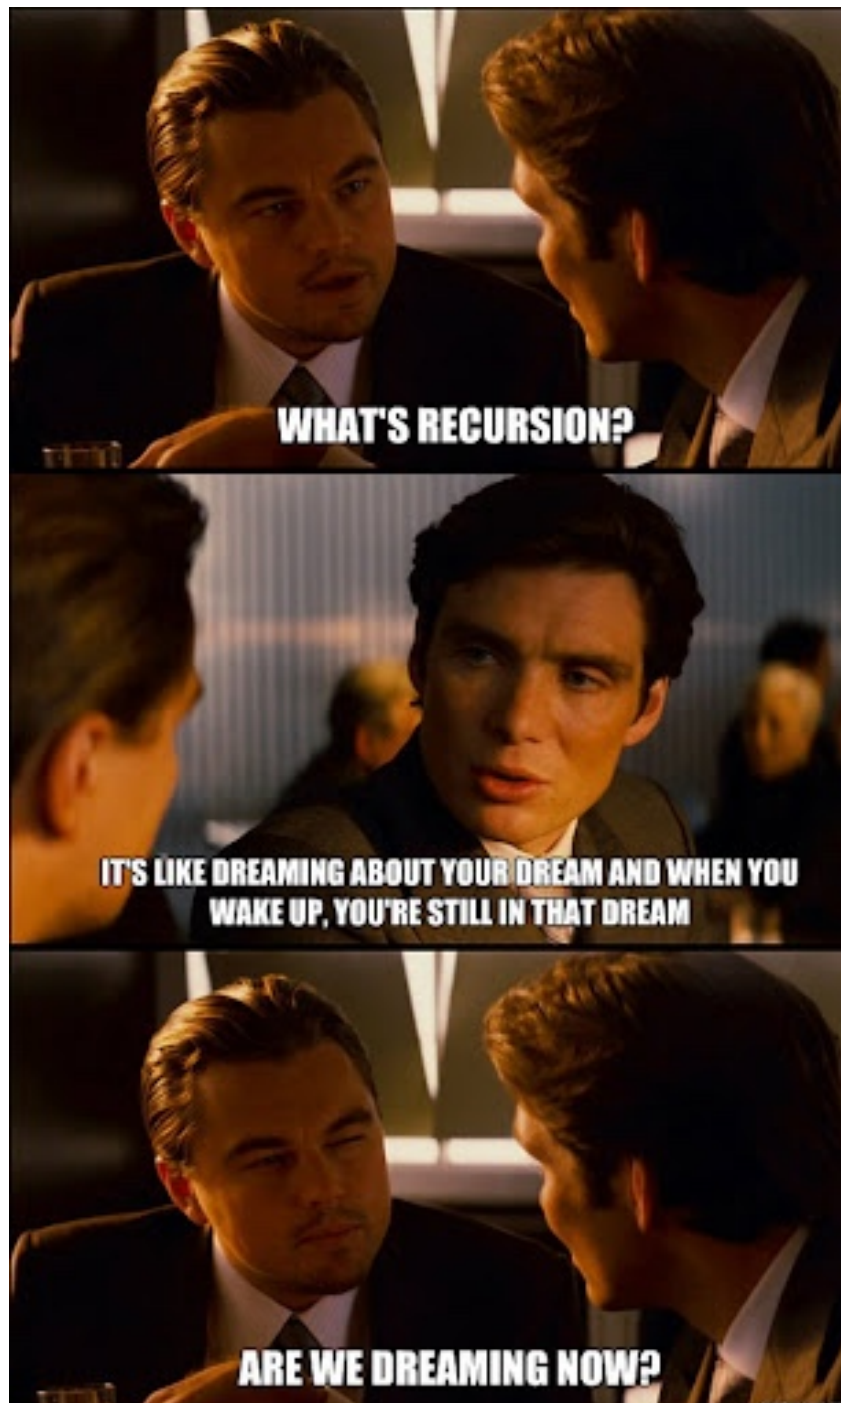 WHAT'S RECURSION?
IT'S LIKE DREAMING ABOUT YOUR DREAM AND WHEN YOU
WAKE UP, YOU'RE STILL IN THAT DREAM
ARE WE DREAMING NOW?